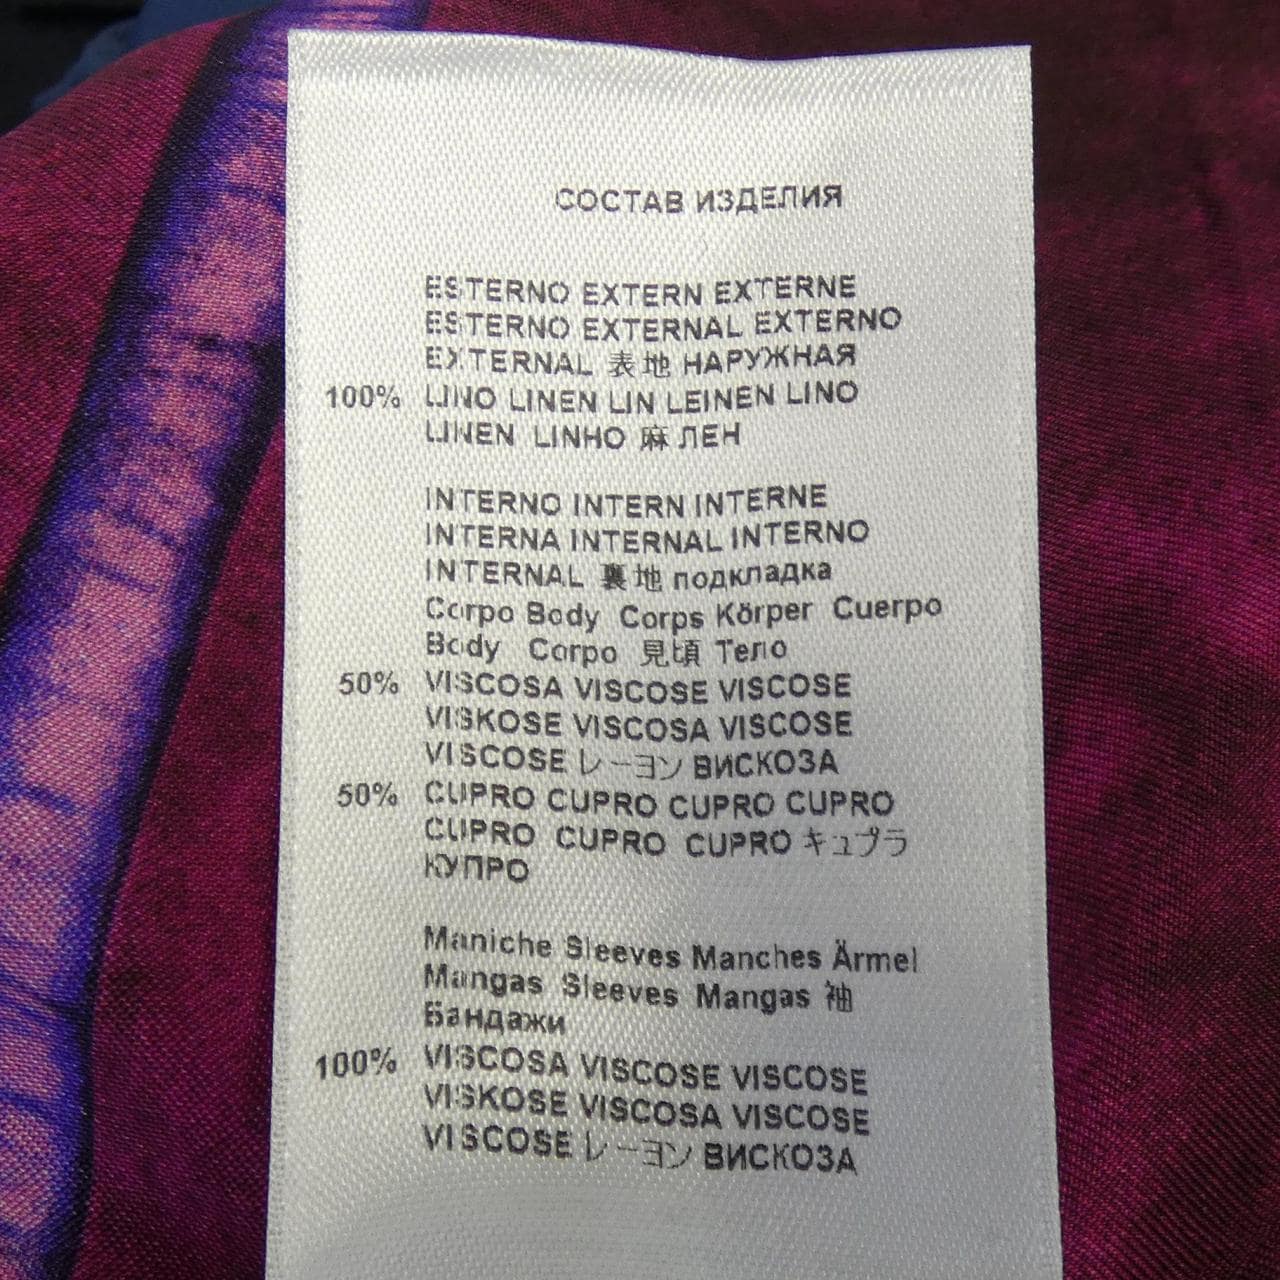 СОСТАВ ИЗДЕЛИЯ
ESTERNO EXTERN EXTERNE
ESTERNO EXTERNAL EXTERNO
EXTERNAL 表地 НАРУЖНАЯ
100% LINO LINEN LIN LEINEN LINO
LINEN LINHO 麻 ЛЕН
INTERNO INTERN INTERNE
INTERNA INTERNAL INTERNO
INTERNAL 裏地 подкладка
Corpo Body Corps Körper Cuerpo
Body Corpo 見頃 Тело
50% VISCOSA VISCOSE VISCOSE
VISKOSE VISCOSA VISCOSE
VISCOSE レーヨン ВИСКОЗА
50% CUPRO CUPRO CUPRO CUPRO
CUPRO CUPRO CUPRO キュプラ
КУПРО
Maniche Sleeves Manches Ärmel
Mangas Sleeves Mangas 袖
Бандажи
100% VISCOSA VISCOSE VISCOSE
VISKOSE VISCOSA VISCOSE
VISCOSE レーヨン ВИСКОЗА